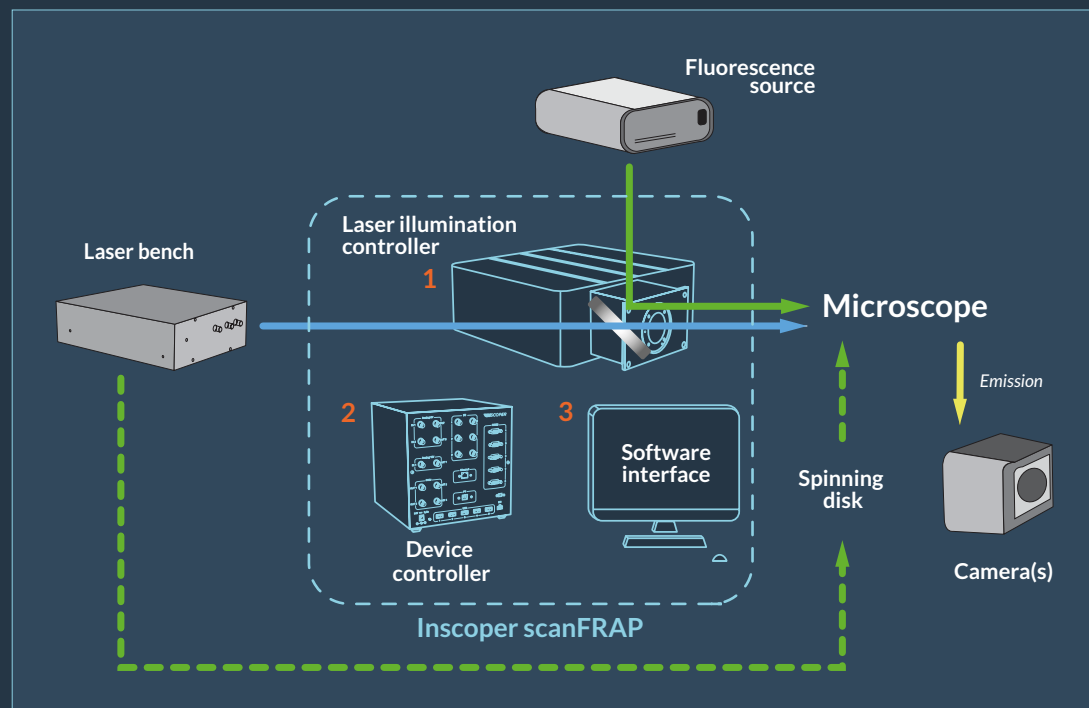 Fluorescence
source
Laser illumination
controller
1
Laser bench
Microscope
Emission
2
3
Software
interface
Spinning
disk
Device
controller
Camera(s)
Inscoper scanFRAP